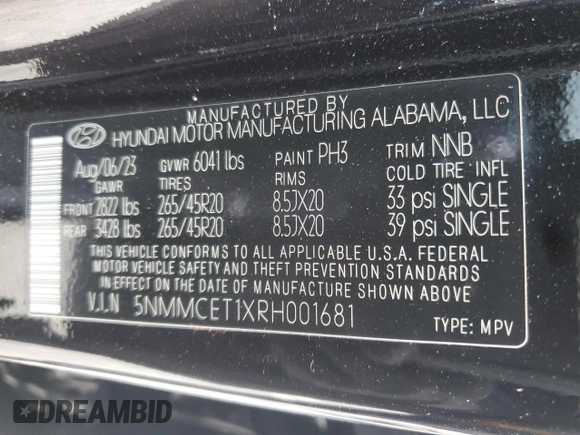 MANUFACTURED BY
HYUNDAI MOTOR MANUFACTURING ALABAMA, LLC
Aug/06/23 GVWR 6041 lbs PAINT PH3 TRIM NNB
GAWR TIRES RIMS COLD TIRE INFL
FRONT 2822 lbs 265/45R20 8.5JX20 33 psi SINGLE
REAR 3428 lbs 265/45R20 8.5JX20 39 psi SINGLE
THIS VEHICLE CONFORMS TO ALL APPLICABLE U.S.A. FEDERAL
MOTOR VEHICLE SAFETY AND THEFT PREVENTION STANDARDS
IN EFFECT ON THE DATE OF MANUFACTURE SHOWN ABOVE
V.I.N 5NMMCET1XRH001681
TYPE: MPV
DREAMBID